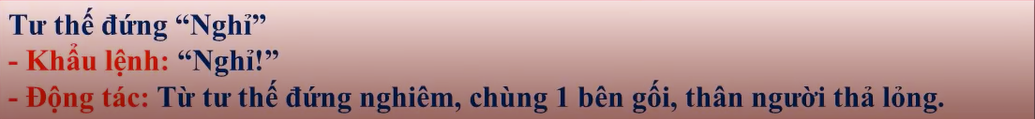 Tư thế đứng “Nghỉ”
- Khẩu lệnh: “Nghỉ!”
- Động tác: Từ tư thế đứng nghiêm, chùng 1 bên gối, thân người thả lỏng.